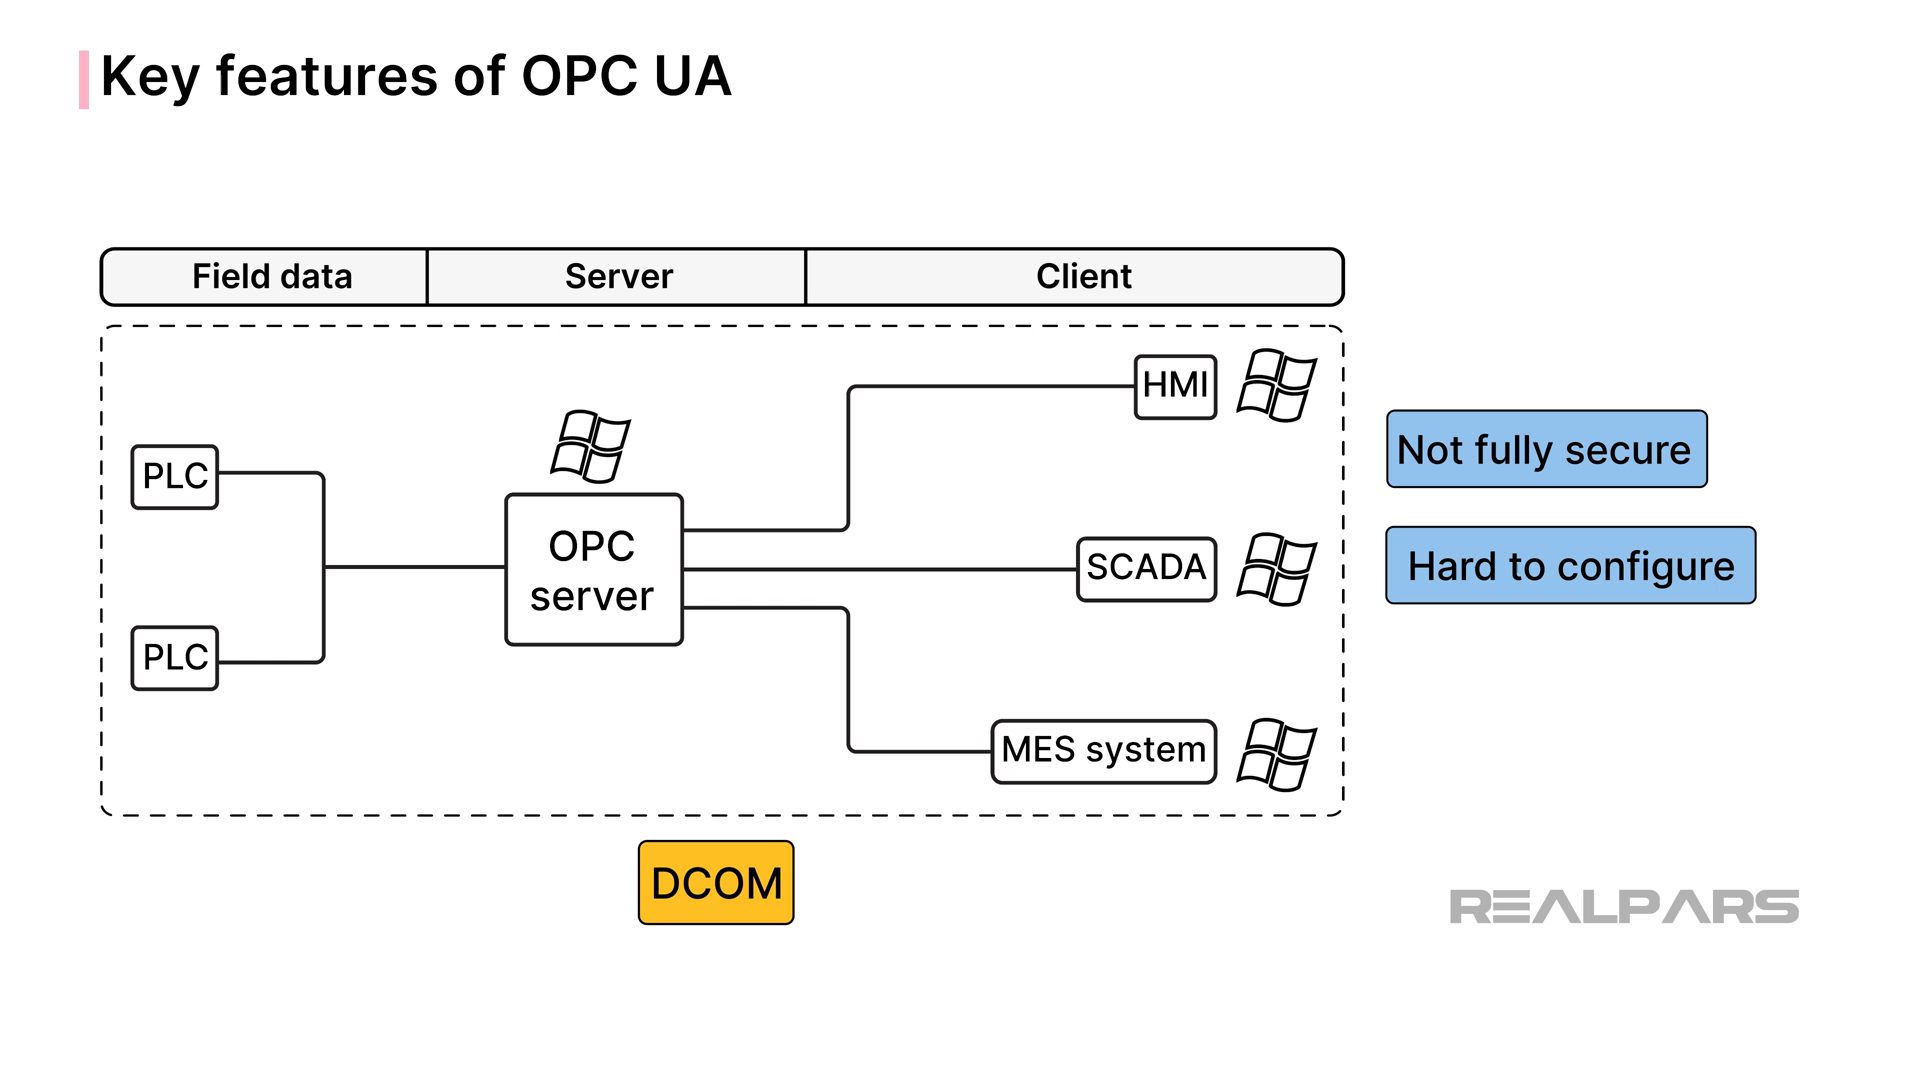 Key features of OPC UA
Field data
Server
Client
HMI
PLC
Not fully secure
OPC
server
SCADA
Hard to configure
PLC
MES system
DCOM
REALPARS